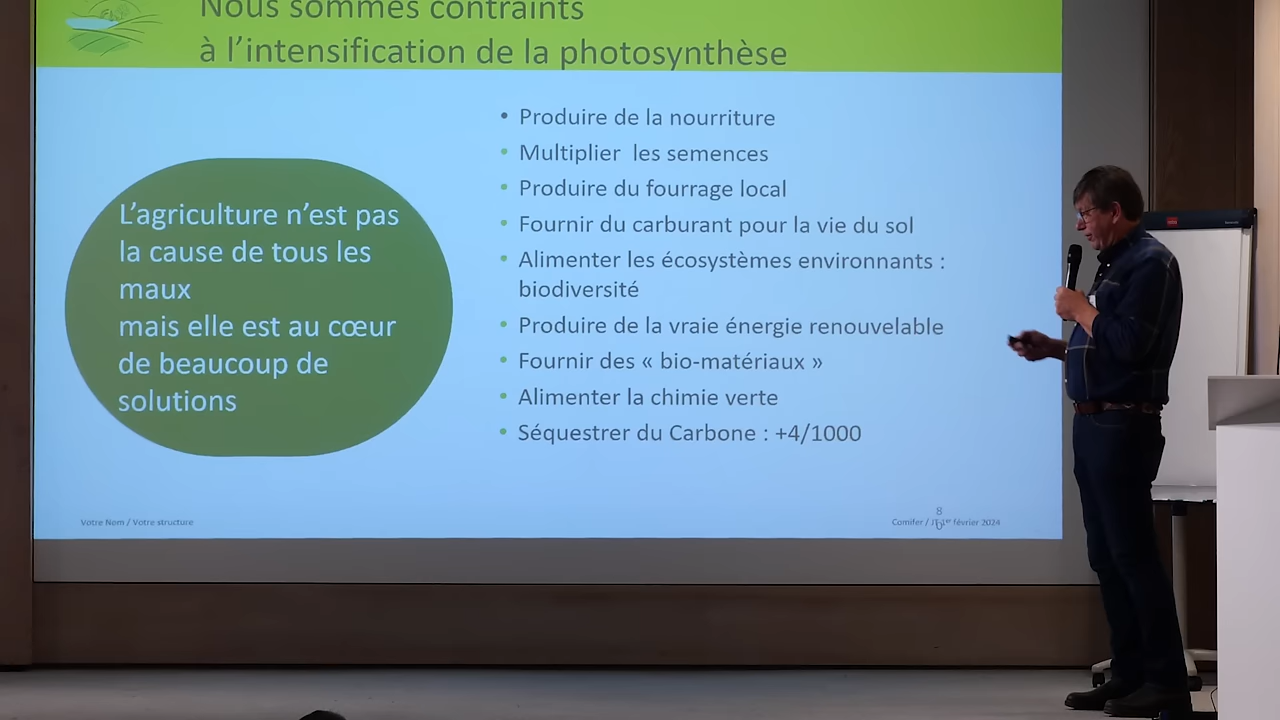 Nous sommes contraints
à l’intensification de la photosynthèse
L’agriculture n’est pas
la cause de tous les
maux
mais elle est au cœur
de beaucoup de
solutions
• Produire de la nourriture
• Multiplier les semences
• Produire du fourrage local
• Fournir du carburant pour la vie du sol
• Alimenter les écosystèmes environnants :
biodiversité
• Produire de la vraie énergie renouvelable
• Fournir des « bio-matériaux »
• Alimenter la chimie verte
• Séquestrer du Carbone : +4/1000
Votre Nom / Votre structure
8
Comifer / 1er février 2024